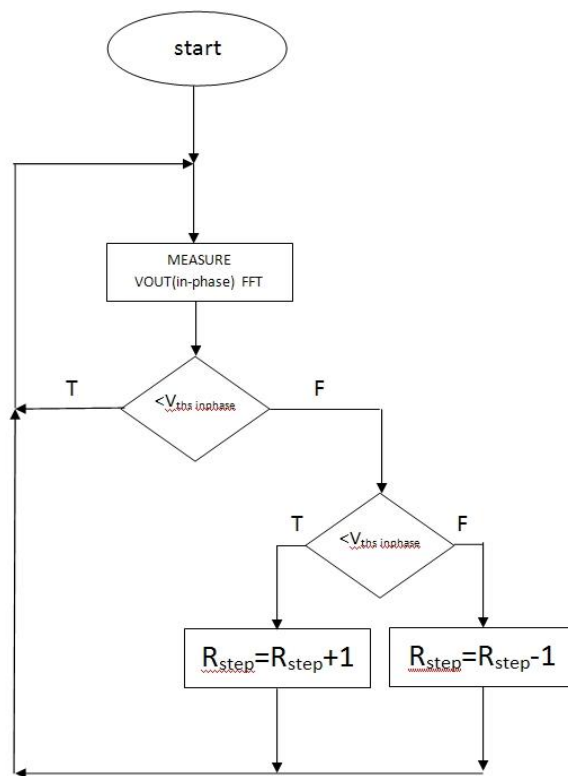 start
MEASURE
VOUT(in-phase) FFT
T
<Vths inphase
F
T
<Vths inphase
F
Rstep=Rstep+1
Rstep=Rstep-1